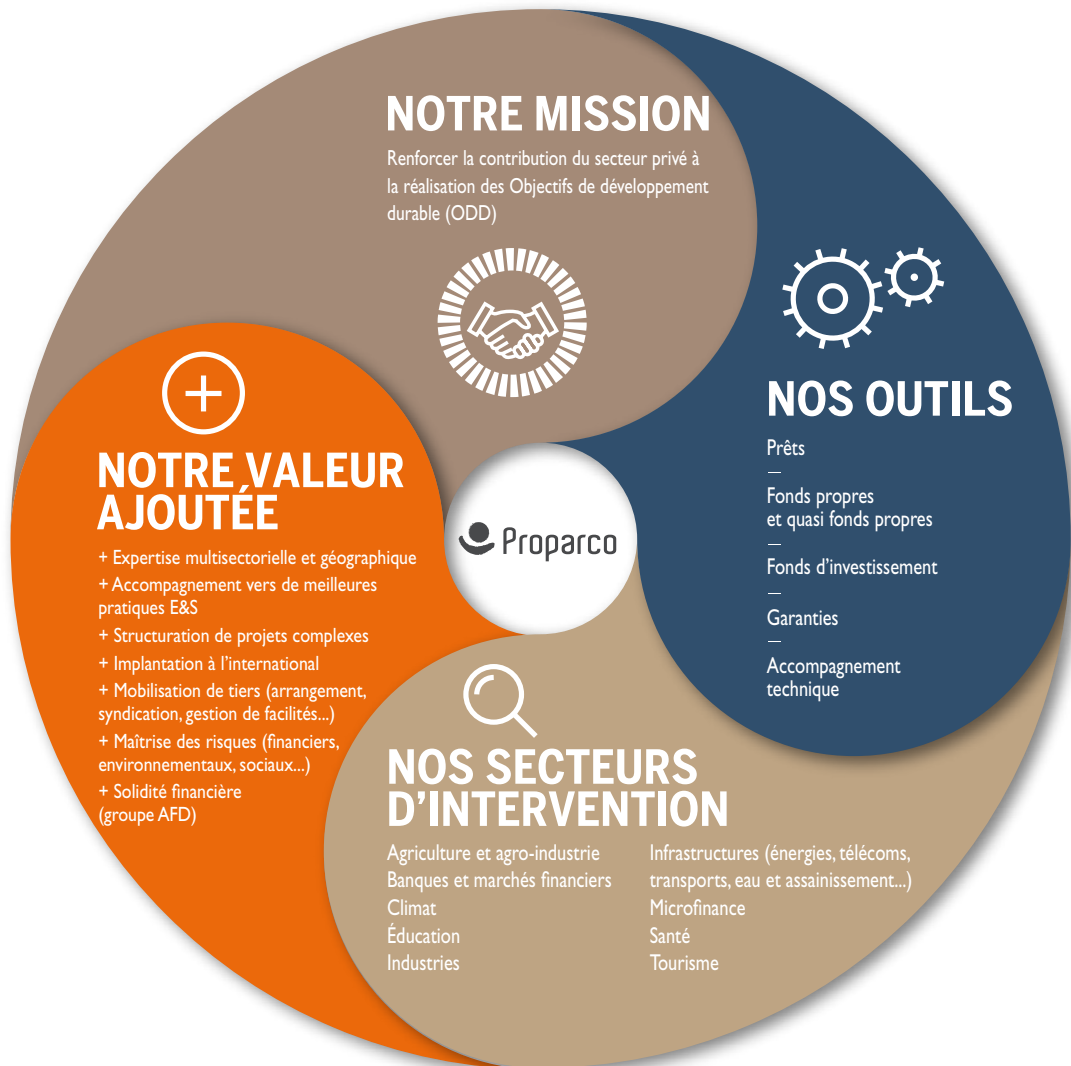 NOTRE MISSION
Renforcer la contribution du secteur privé à
la réalisation des Objectifs de développement
durable (ODD)
NOS OUTILS
Prêts
—
Fonds propres
et quasi fonds propres
—
Fonds d’investissement
—
Garanties
—
Accompagnement
technique
NOTRE VALEUR
AJOUTÉE
+ Expertise multisectorielle et géographique
+ Accompagnement vers de meilleures
pratiques E&S
+ Structuration de projets complexes
+ Implantation à l’international
+ Mobilisation de tiers (arrangement,
syndication, gestion de facilités...)
+ Maîtrise des risques (financiers,
environnementaux, sociaux...)
+ Solidité financière
(groupe AFD)
Proparco
NOS SECTEURS
D’INTERVENTION
Agriculture et agro-industrie
Banques et marchés financiers
Climat
Éducation
Industries
Infrastructures (énergies, télécoms,
transports, eau et assainissement...)
Microfinance
Santé
Tourisme